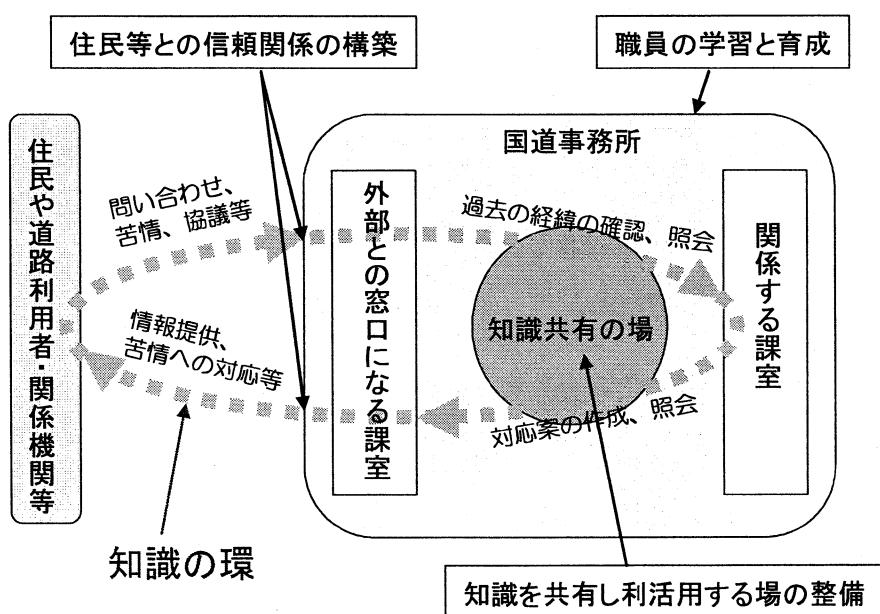 住民等との信頼関係の構築
職員の学習と育成
国道事務所
住民や道路利用者・関係機関等
問い合わせ、
苦情、協議等
外部との窓口になる課室
過去の経緯の確認、照会
関係する課室
知識共有の場
情報提供、
苦情への対応等
対応案の作成、照会
知識の環
知識を共有し利活用する場の整備